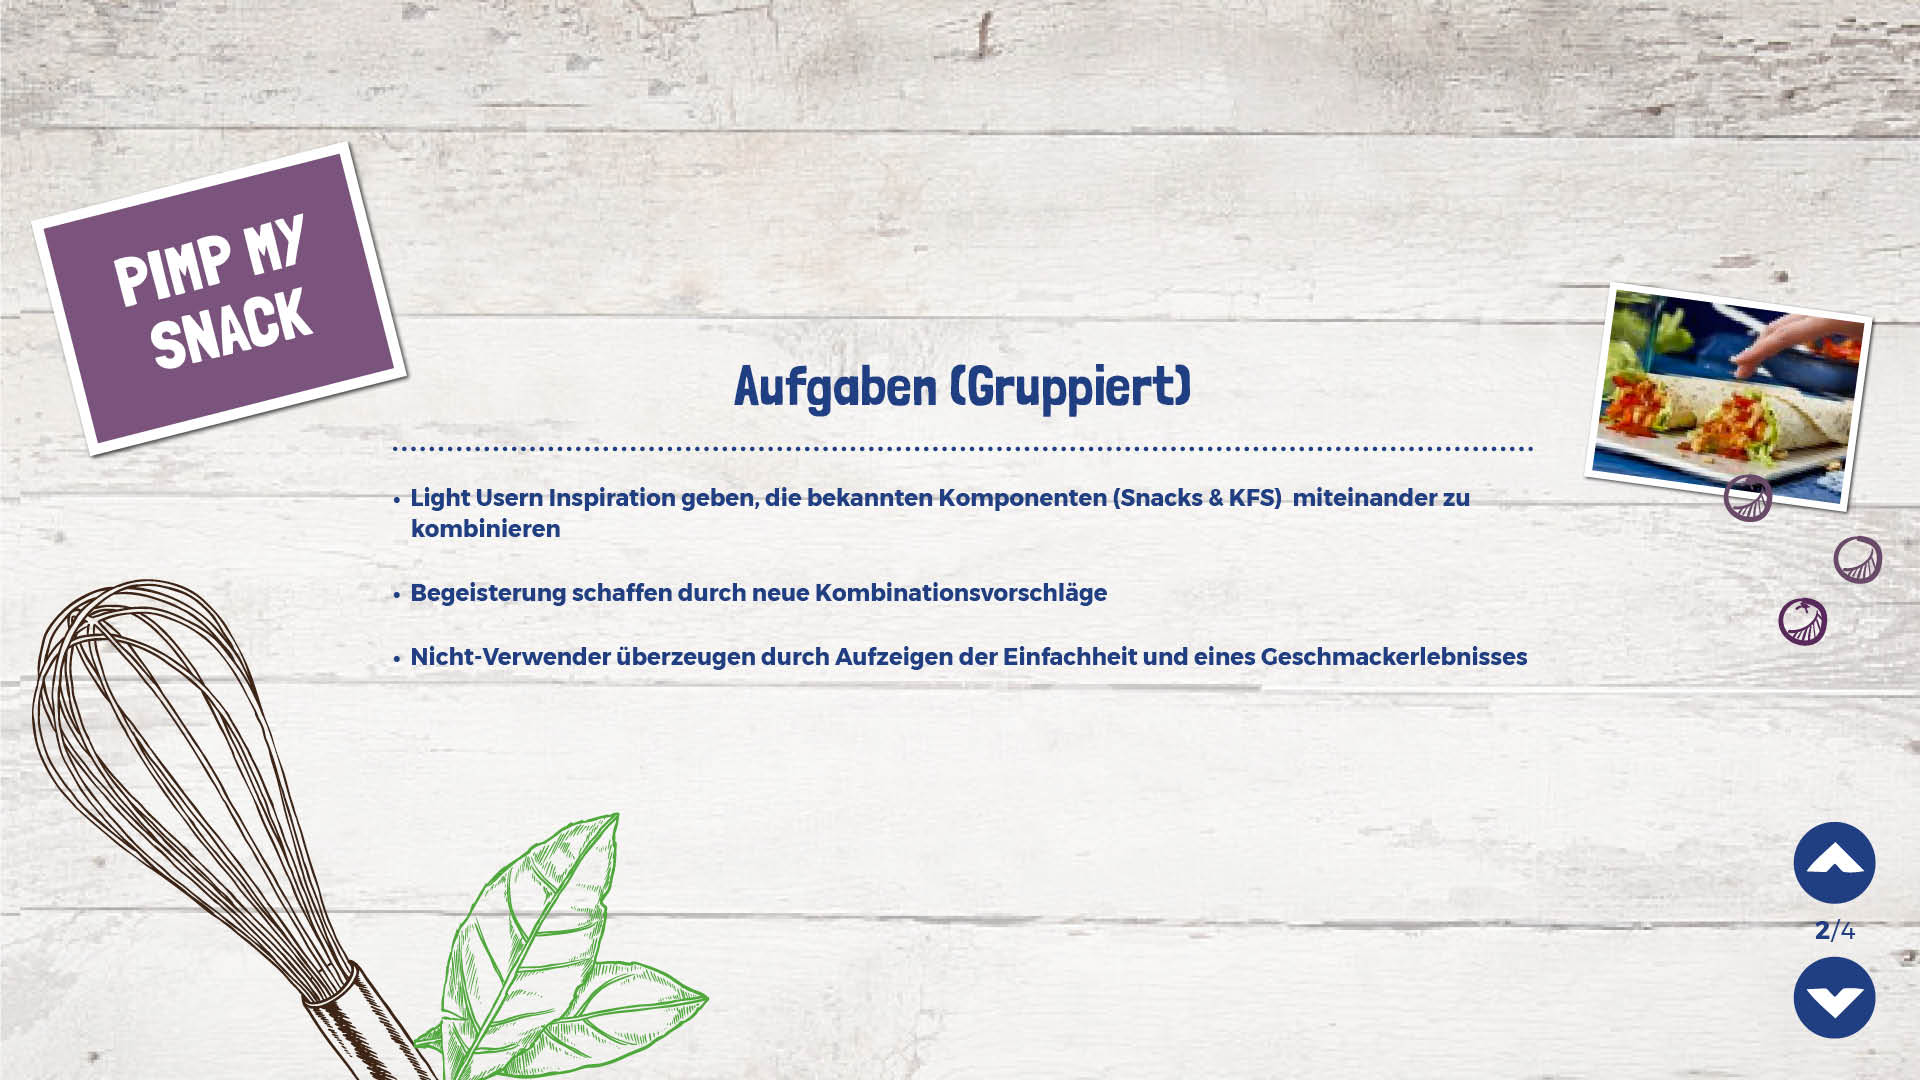 PIMP MY
SNACK
Aufgaben (Gruppiert)
• Light Usern Inspiration geben, die bekannten Komponenten (Snacks & KFS)  miteinander zu
kombinieren
• Begeisterung schaffen durch neue Kombinationsvorschläge
• Nicht-Verwender überzeugen durch Aufzeigen der Einfachheit und eines Geschmackerlebnisses
2/4